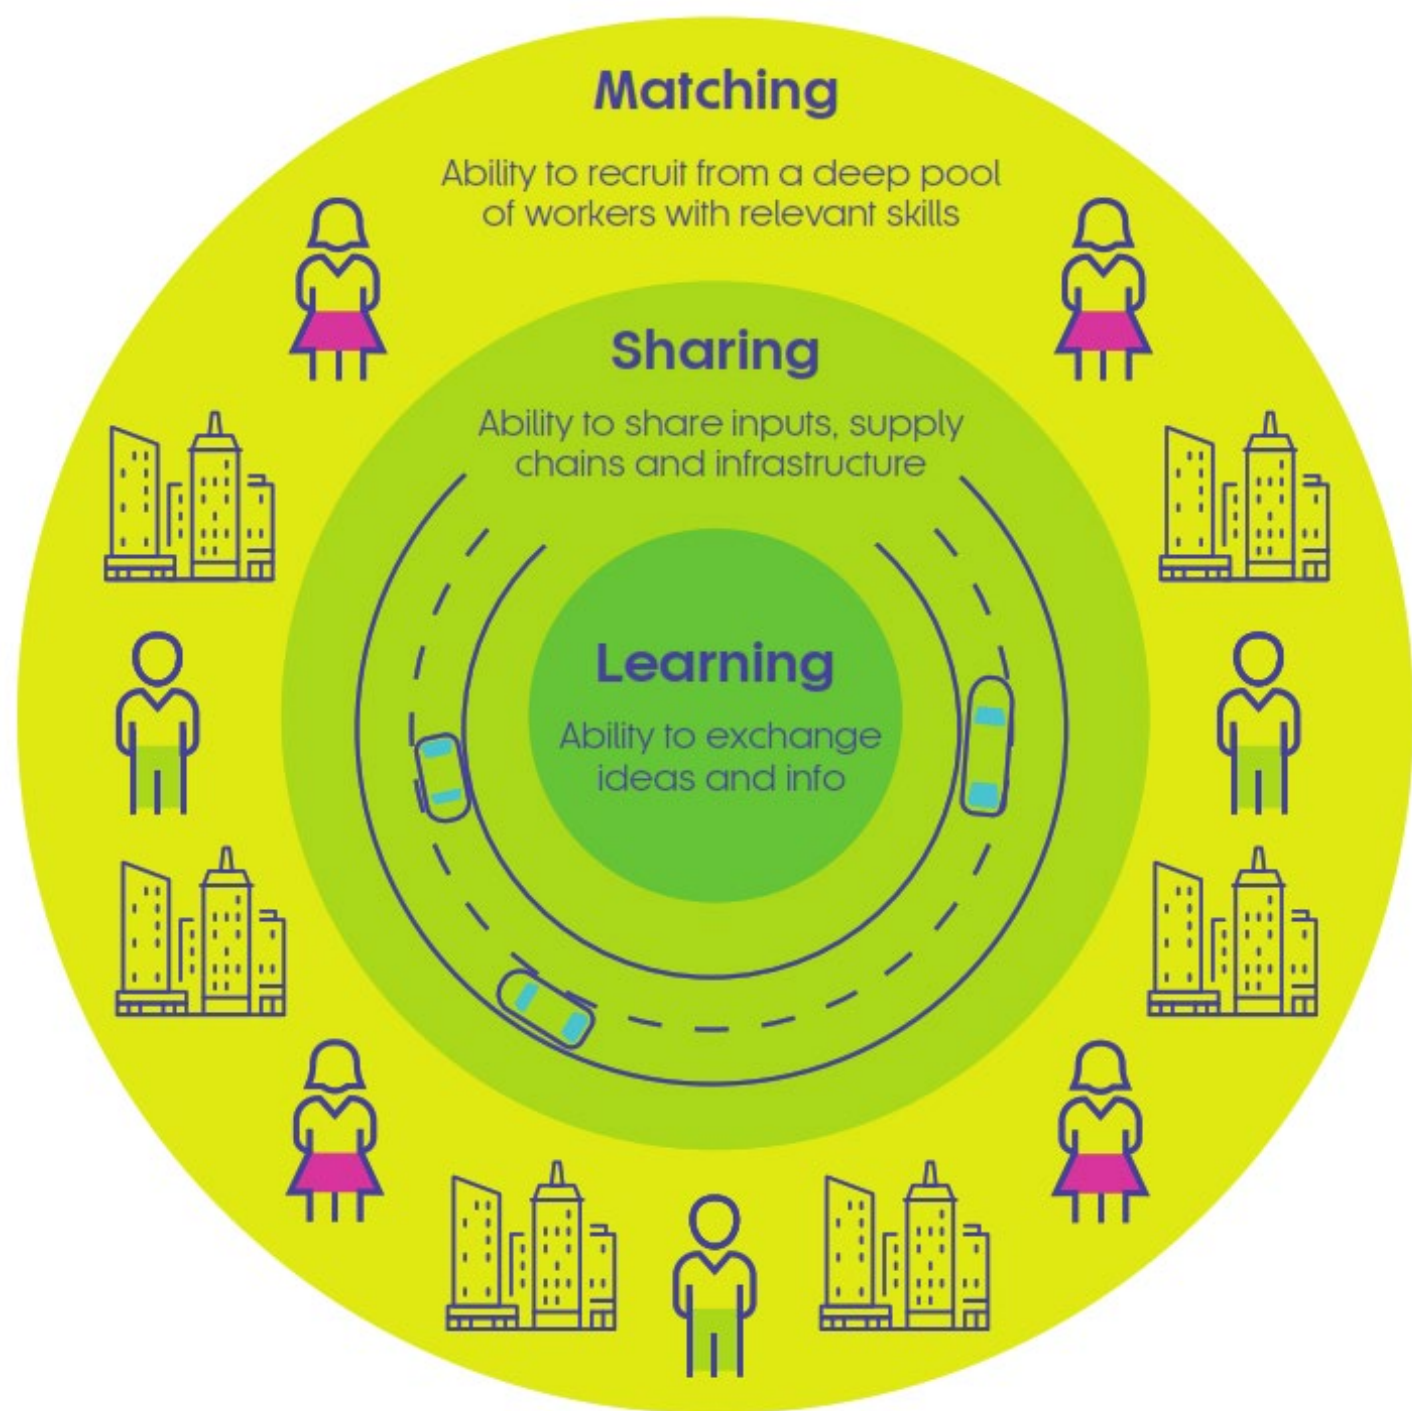 Matching
Ability to recruit from a deep pool
of workers with relevant skills
Sharing
Ability to share inputs, supply
chains and infrastructure
Learning
Ability to exchange
ideas and info